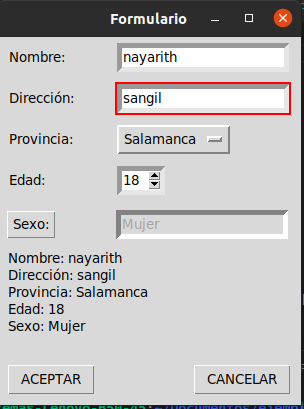 Formulario
Nombre: nayarith
Dirección: sangil
Provincia: Salamanca
Edad: 18
Sexo: Mujer
Nombre: nayarith
Dirección: sangil
Provincia: Salamanca
Edad: 18
Sexo: Mujer
ACEPTAR CANCELAR